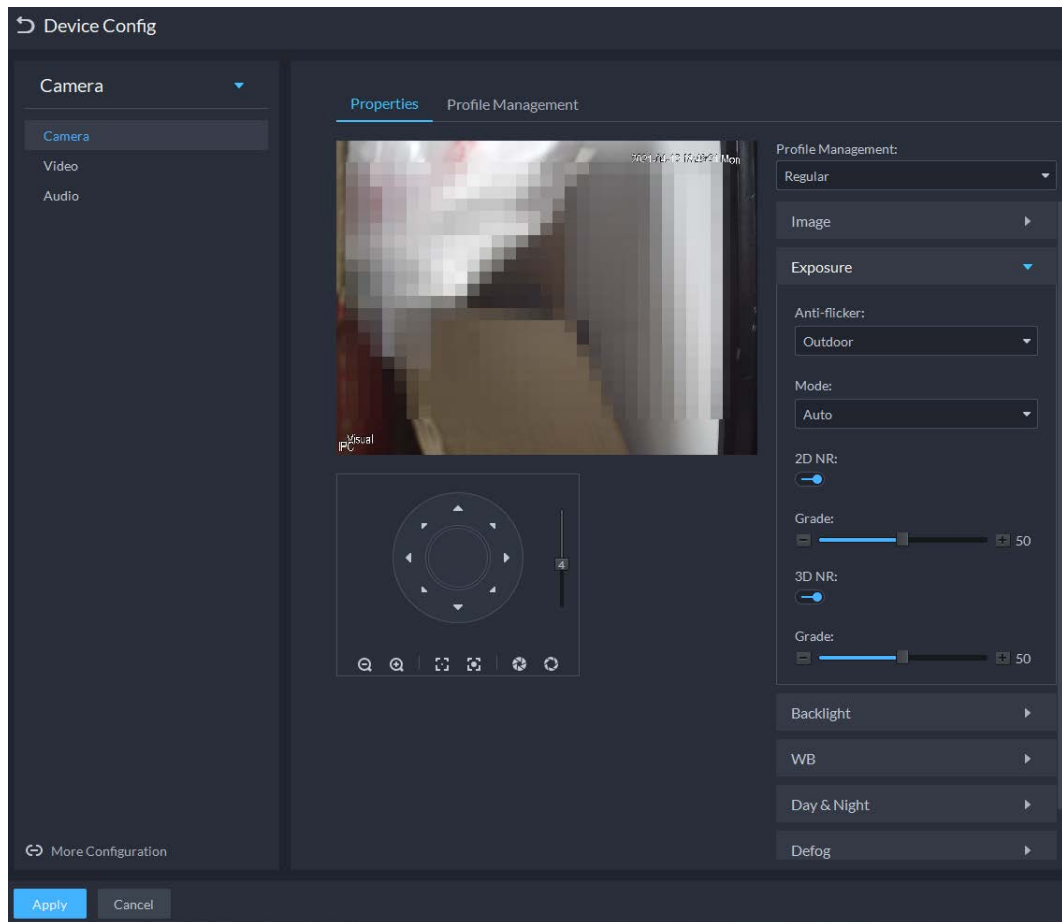 Device Config
Camera
Camera
Video
Audio
More Configuration
Properties
Profile Management
Mon
Visual
IPC
4
Profile Management:
Regular
Image
Exposure
Anti-flicker:
Outdoor
Mode:
Auto
2D NR:
Grade:
50
3D NR:
Grade:
50
Backlight
WB
Day & Night
Defog
Apply
Cancel